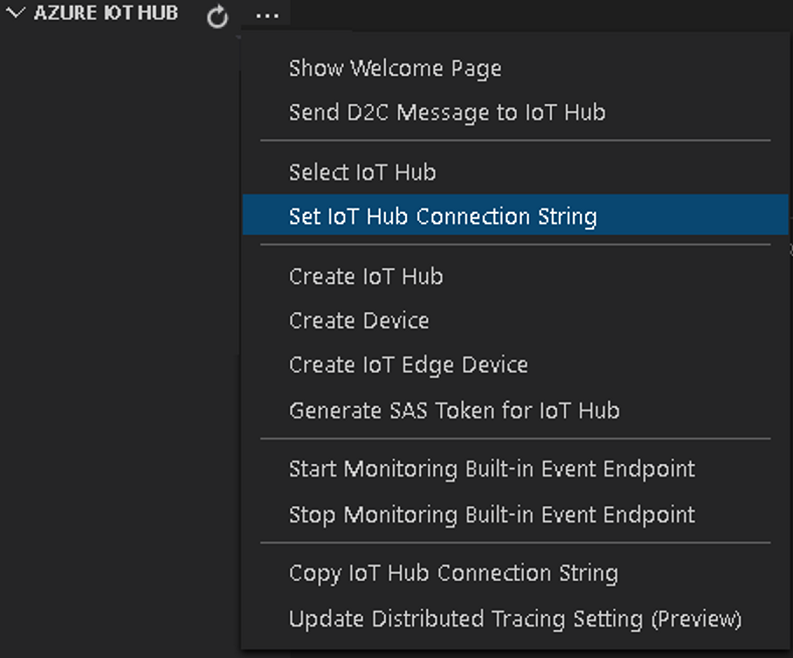 AZURE IOT HUB
...
Show Welcome Page
Send D2C Message to IoT Hub
Select IoT Hub
Set IoT Hub Connection String
Create IoT Hub
Create Device
Create IoT Edge Device
Generate SAS Token for IoT Hub
Start Monitoring Built-in Event Endpoint
Stop Monitoring Built-in Event Endpoint
Copy IoT Hub Connection String
Update Distributed Tracing Setting (Preview)